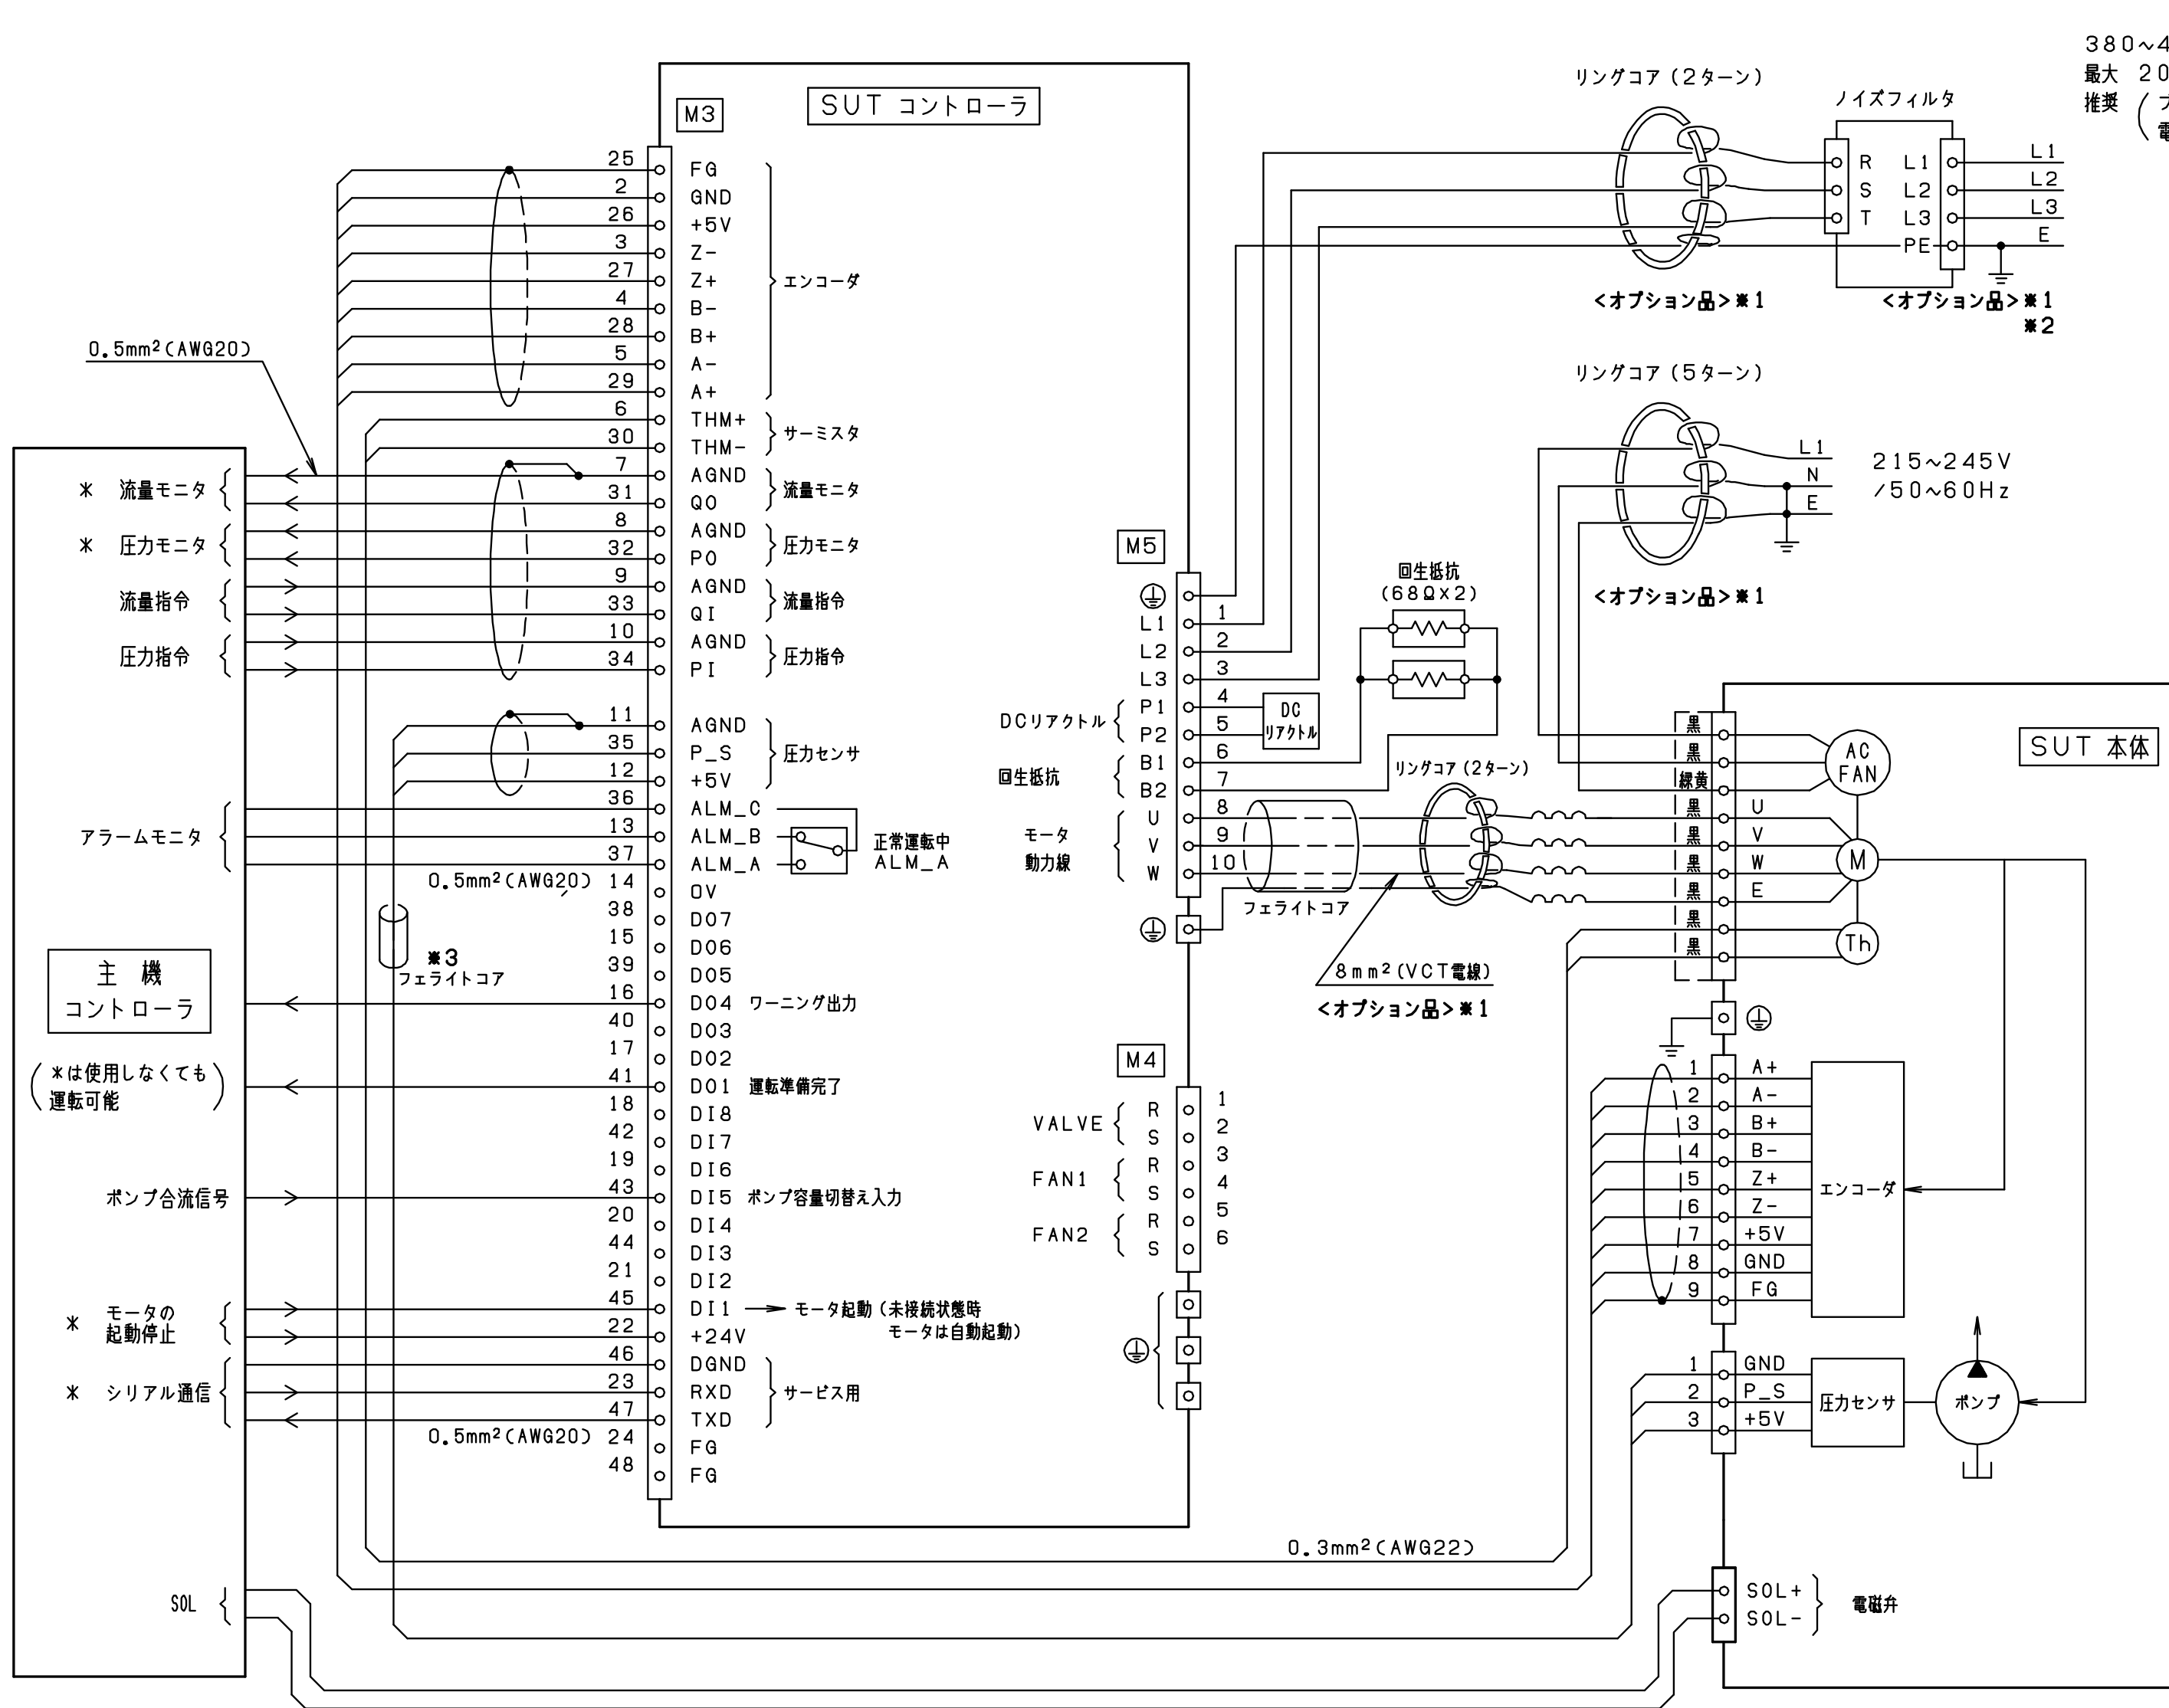 380~4
最大 20
推奨
リングコア(2ターン)
ノイズフィルタ
R L1 L1
S L2 L2
T L3 L3
PE E
<オプション品>※1
<オプション品>※1
※2
リングコア(5ターン)
L1
N
E
215~245V
/50~60Hz
<オプション品>※1
M3
SUT コントローラ
25 FG
2 GND
26 +5V
3 Z-
27 Z+
4 B-
28 B+
5 A-
29 A+
エンコーダ
6 THM+
30 THM-
サーミスタ
7 AGND
31 QO
流量モニタ
8 AGND
32 PO
圧力モニタ
9 AGND
33 QI
流量指令
10 AGND
34 PI
圧力指令
11 AGND
35 P_S
12 +5V
圧力センサ
36 ALM_C
13 ALM_B
37 ALM_A
正常運転中
ALM_A
14 0V
38 DO7
15 DO6
39 DO5
16 DO4 ワーニング出力
40 DO3
17 DO2
41 DO1 運転準備完了
18 DI8
42 DI7
19 DI6
43 DI5 ポンプ容量切替え入力
20 DI4
44 DI3
21 DI2
45 DI1 モータ起動(未接続状態時
モータは自動起動)
22 +24V
46 DGND
23 RXD
47 TXD
サービス用
24 FG
48 FG
0.5mm²(AWG20)
* 流量モニタ
* 圧力モニタ
流量指令
圧力指令
アラームモニタ
0.5mm²(AWG20)
※3
フェライトコア
主 機
コントローラ
(*は使用しなくても
運転可能)
ポンプ合流信号
* モータの
起動停止
* シリアル通信
0.5mm²(AWG20)
SOL
M5
L1 1
L2 2
L3 3
P1 4
P2 5
DCリアクトル
B1 6
B2 7
回生抵抗
U 8
V 9
W 10
モータ
動力線
回生抵抗
(68Ω×2)
DC
リアクトル
リングコア(2ターン)
フェライトコア
8mm²(VCT電線)
<オプション品>※1
M4
VALVE
R 1
S 2
FAN1
R 3
S 4
FAN2
R 5
S 6
SUT 本体
黒
黒
緑黄
黒 U
黒 V
黒 W
黒 E
黒
黒
AC
FAN
M
Th
1 A+
2 A-
3 B+
4 B-
5 Z+
6 Z-
7 +5V
8 GND
9 FG
エンコーダ
1 GND
2 P_S
3 +5V
圧力センサ
ポンプ
0.3mm²(AWG22)
SOL+
SOL-
電磁弁